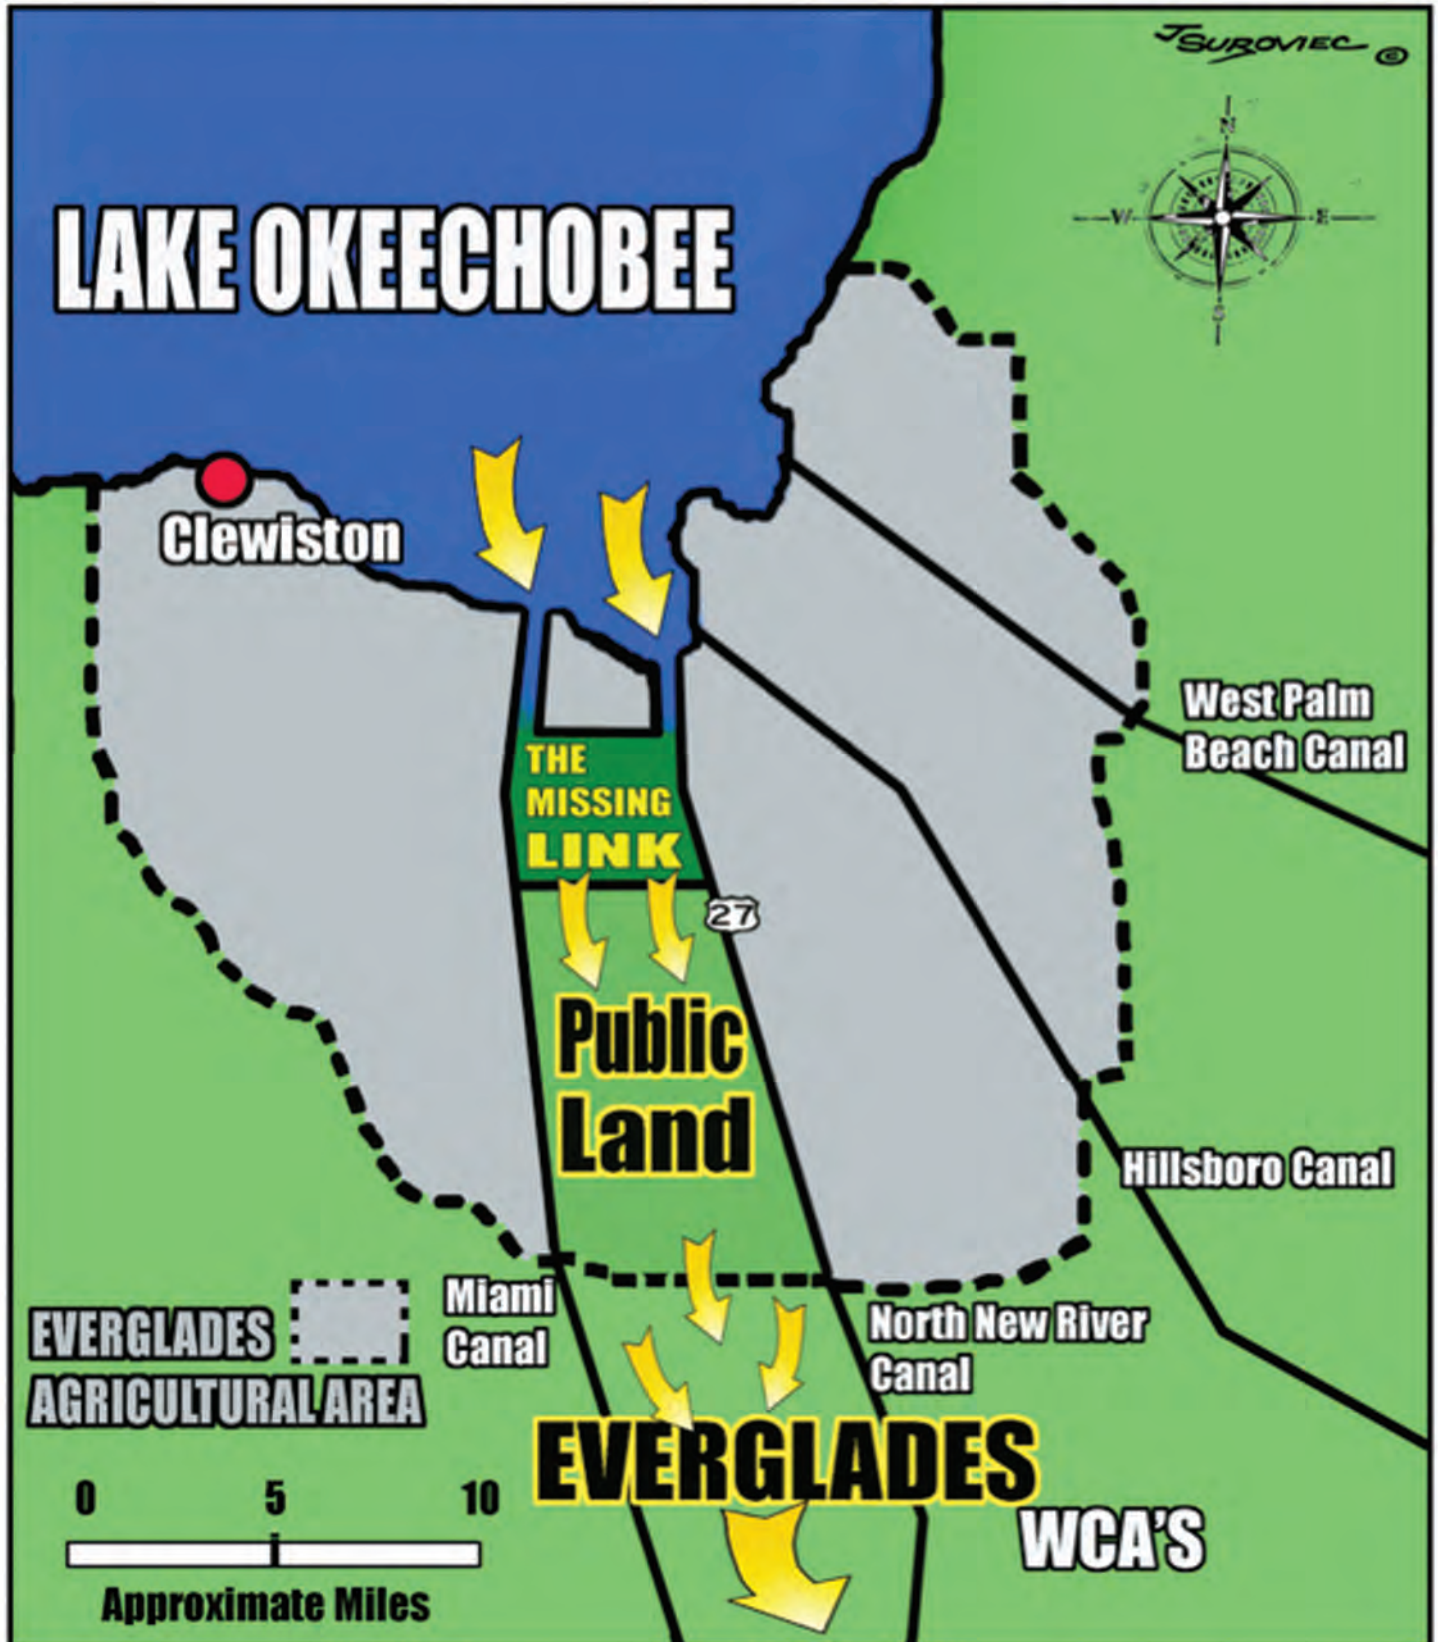 JSUROVIEC ©
N
W
E
S
LAKE OKEECHOBEE
Clewiston
West Palm
Beach Canal
THE
MISSING
LINK
27
Public
Land
Hillsboro Canal
Miami
Canal
North New River
Canal
EVERGLADES
AGRICULTURAL AREA
EVERGLADES
WCA'S
0 5 10
Approximate Miles